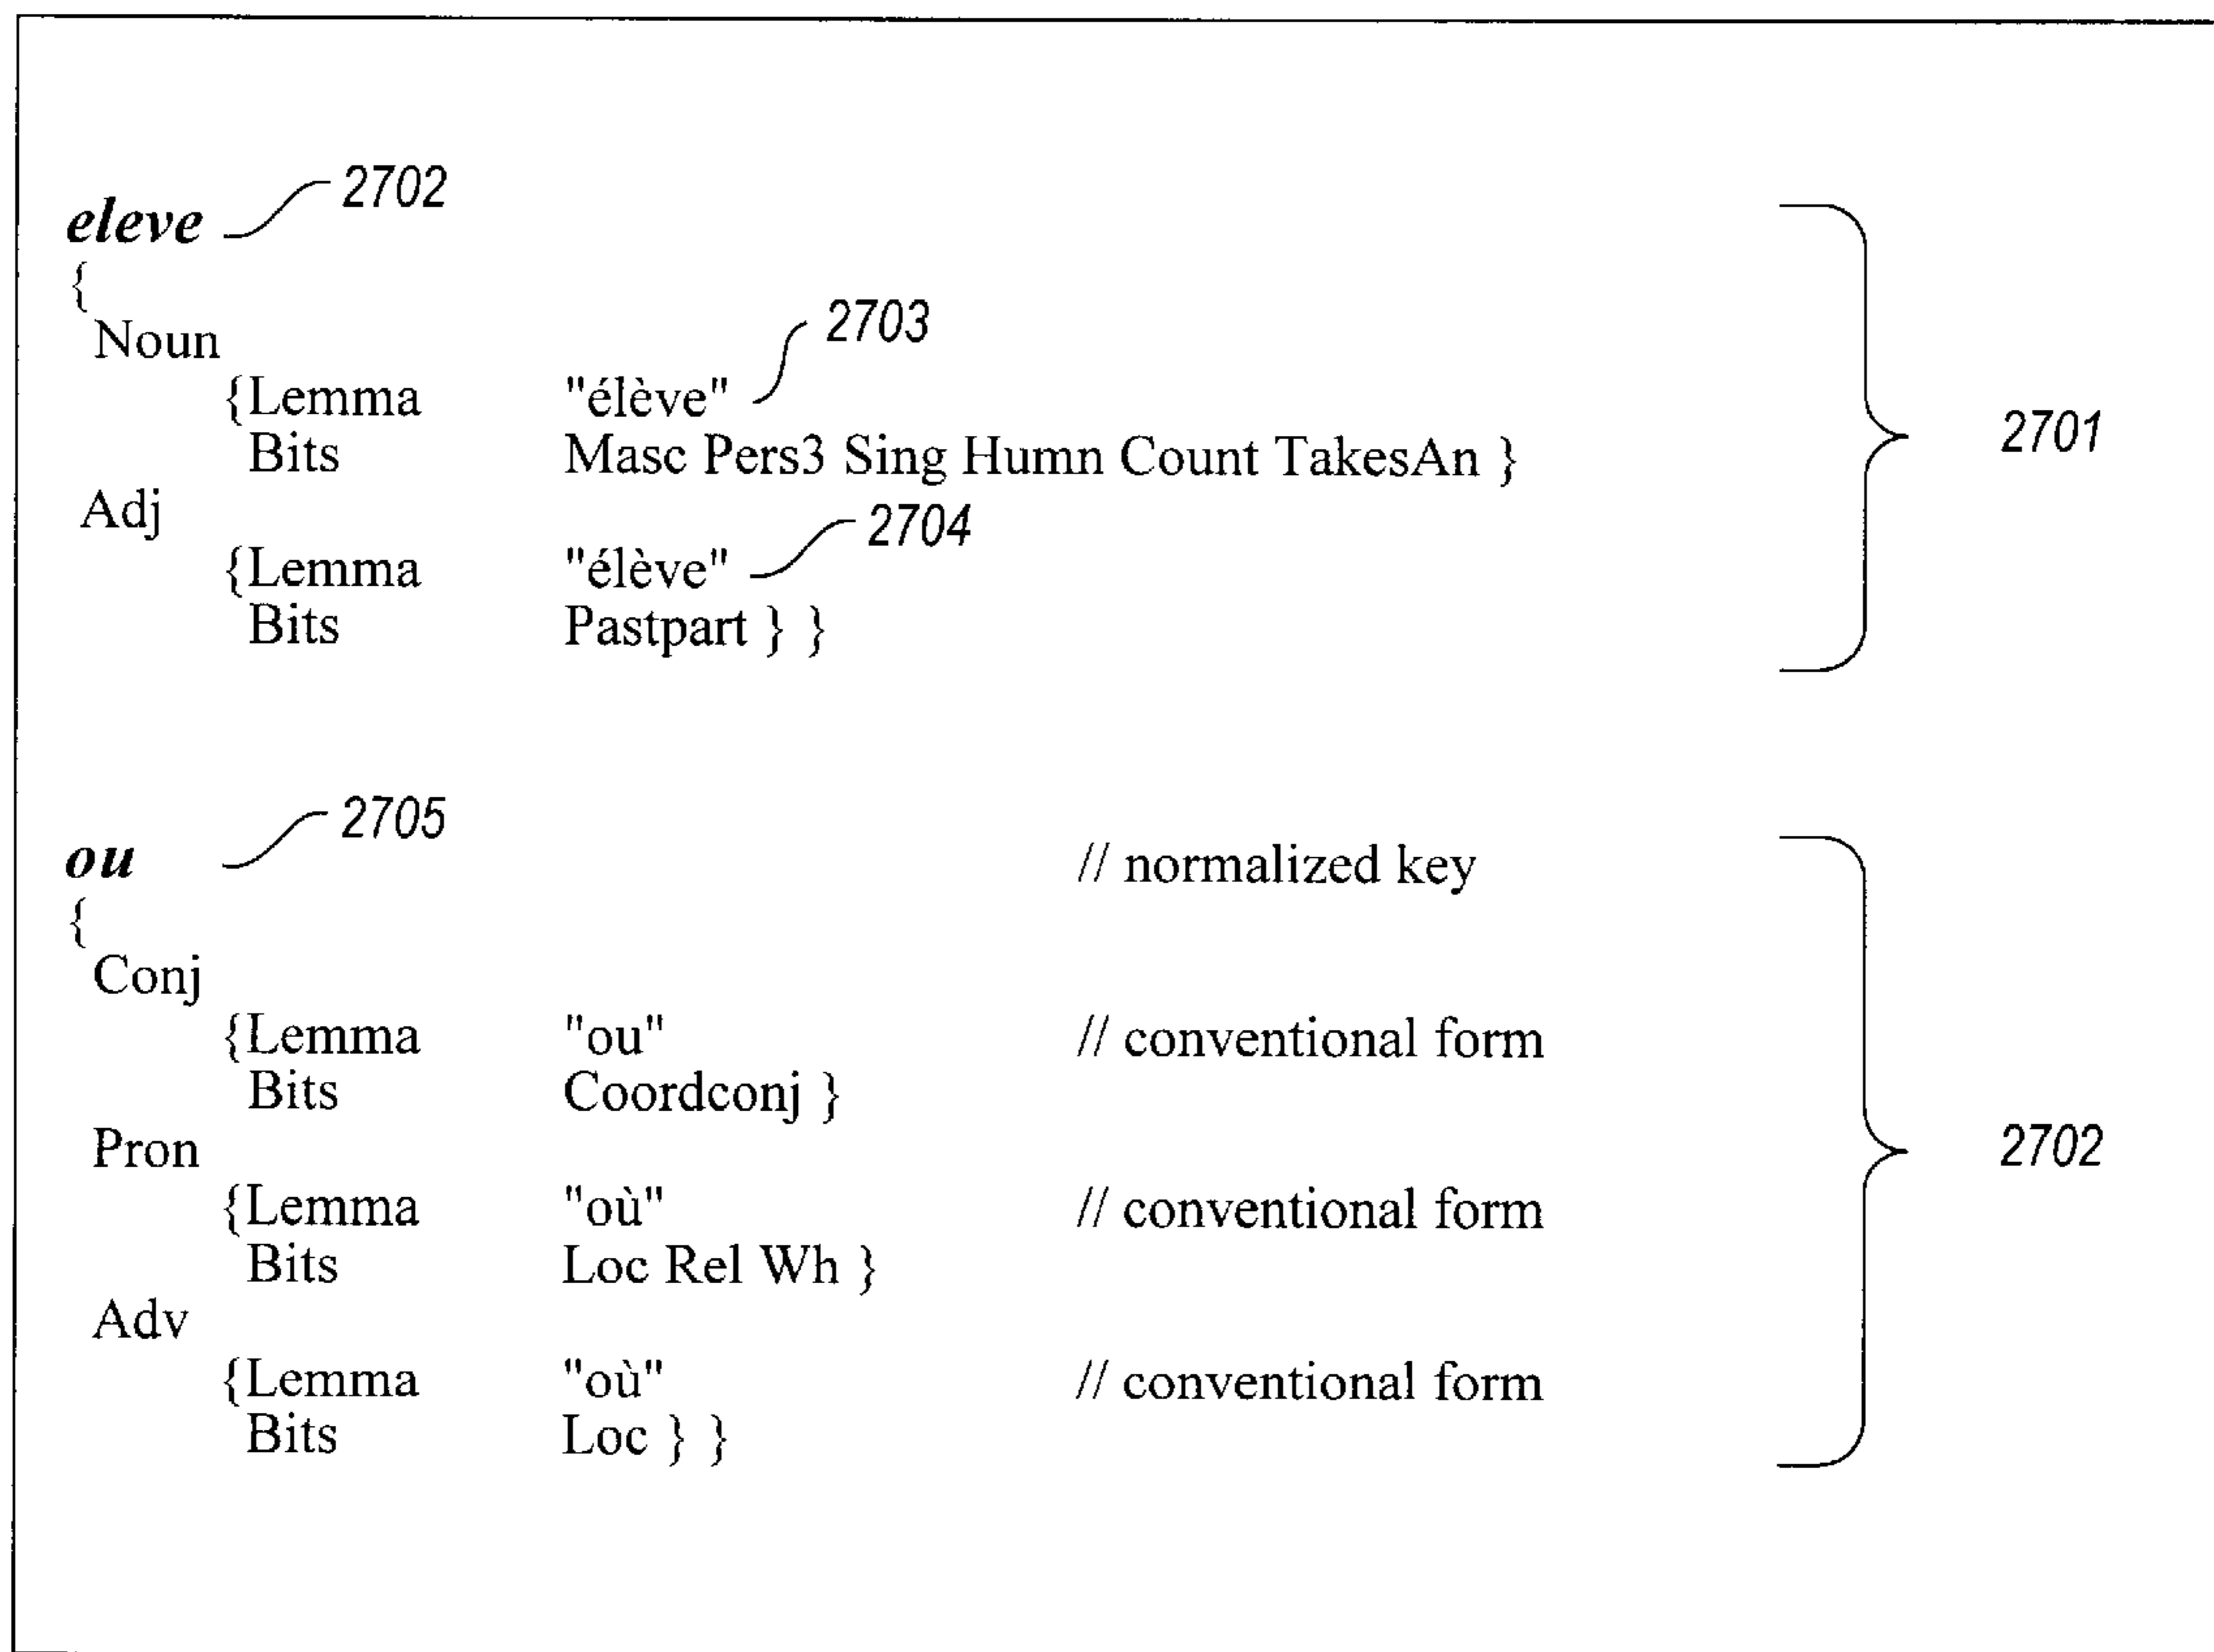 eleve 2702
{
Noun 2703
{Lemma "élève"
Bits Masc Pers3 Sing Humn Count TakesAn } 2701
Adj 2704
{Lemma "élève"
Bits Pastpart } }
ou 2705 // normalized key
{
Conj
{Lemma "ou" // conventional form
Bits Coordconj }
Pron 2702
{Lemma "où" // conventional form
Bits Loc Rel Wh }
Adv
{Lemma "où" // conventional form
Bits Loc } }